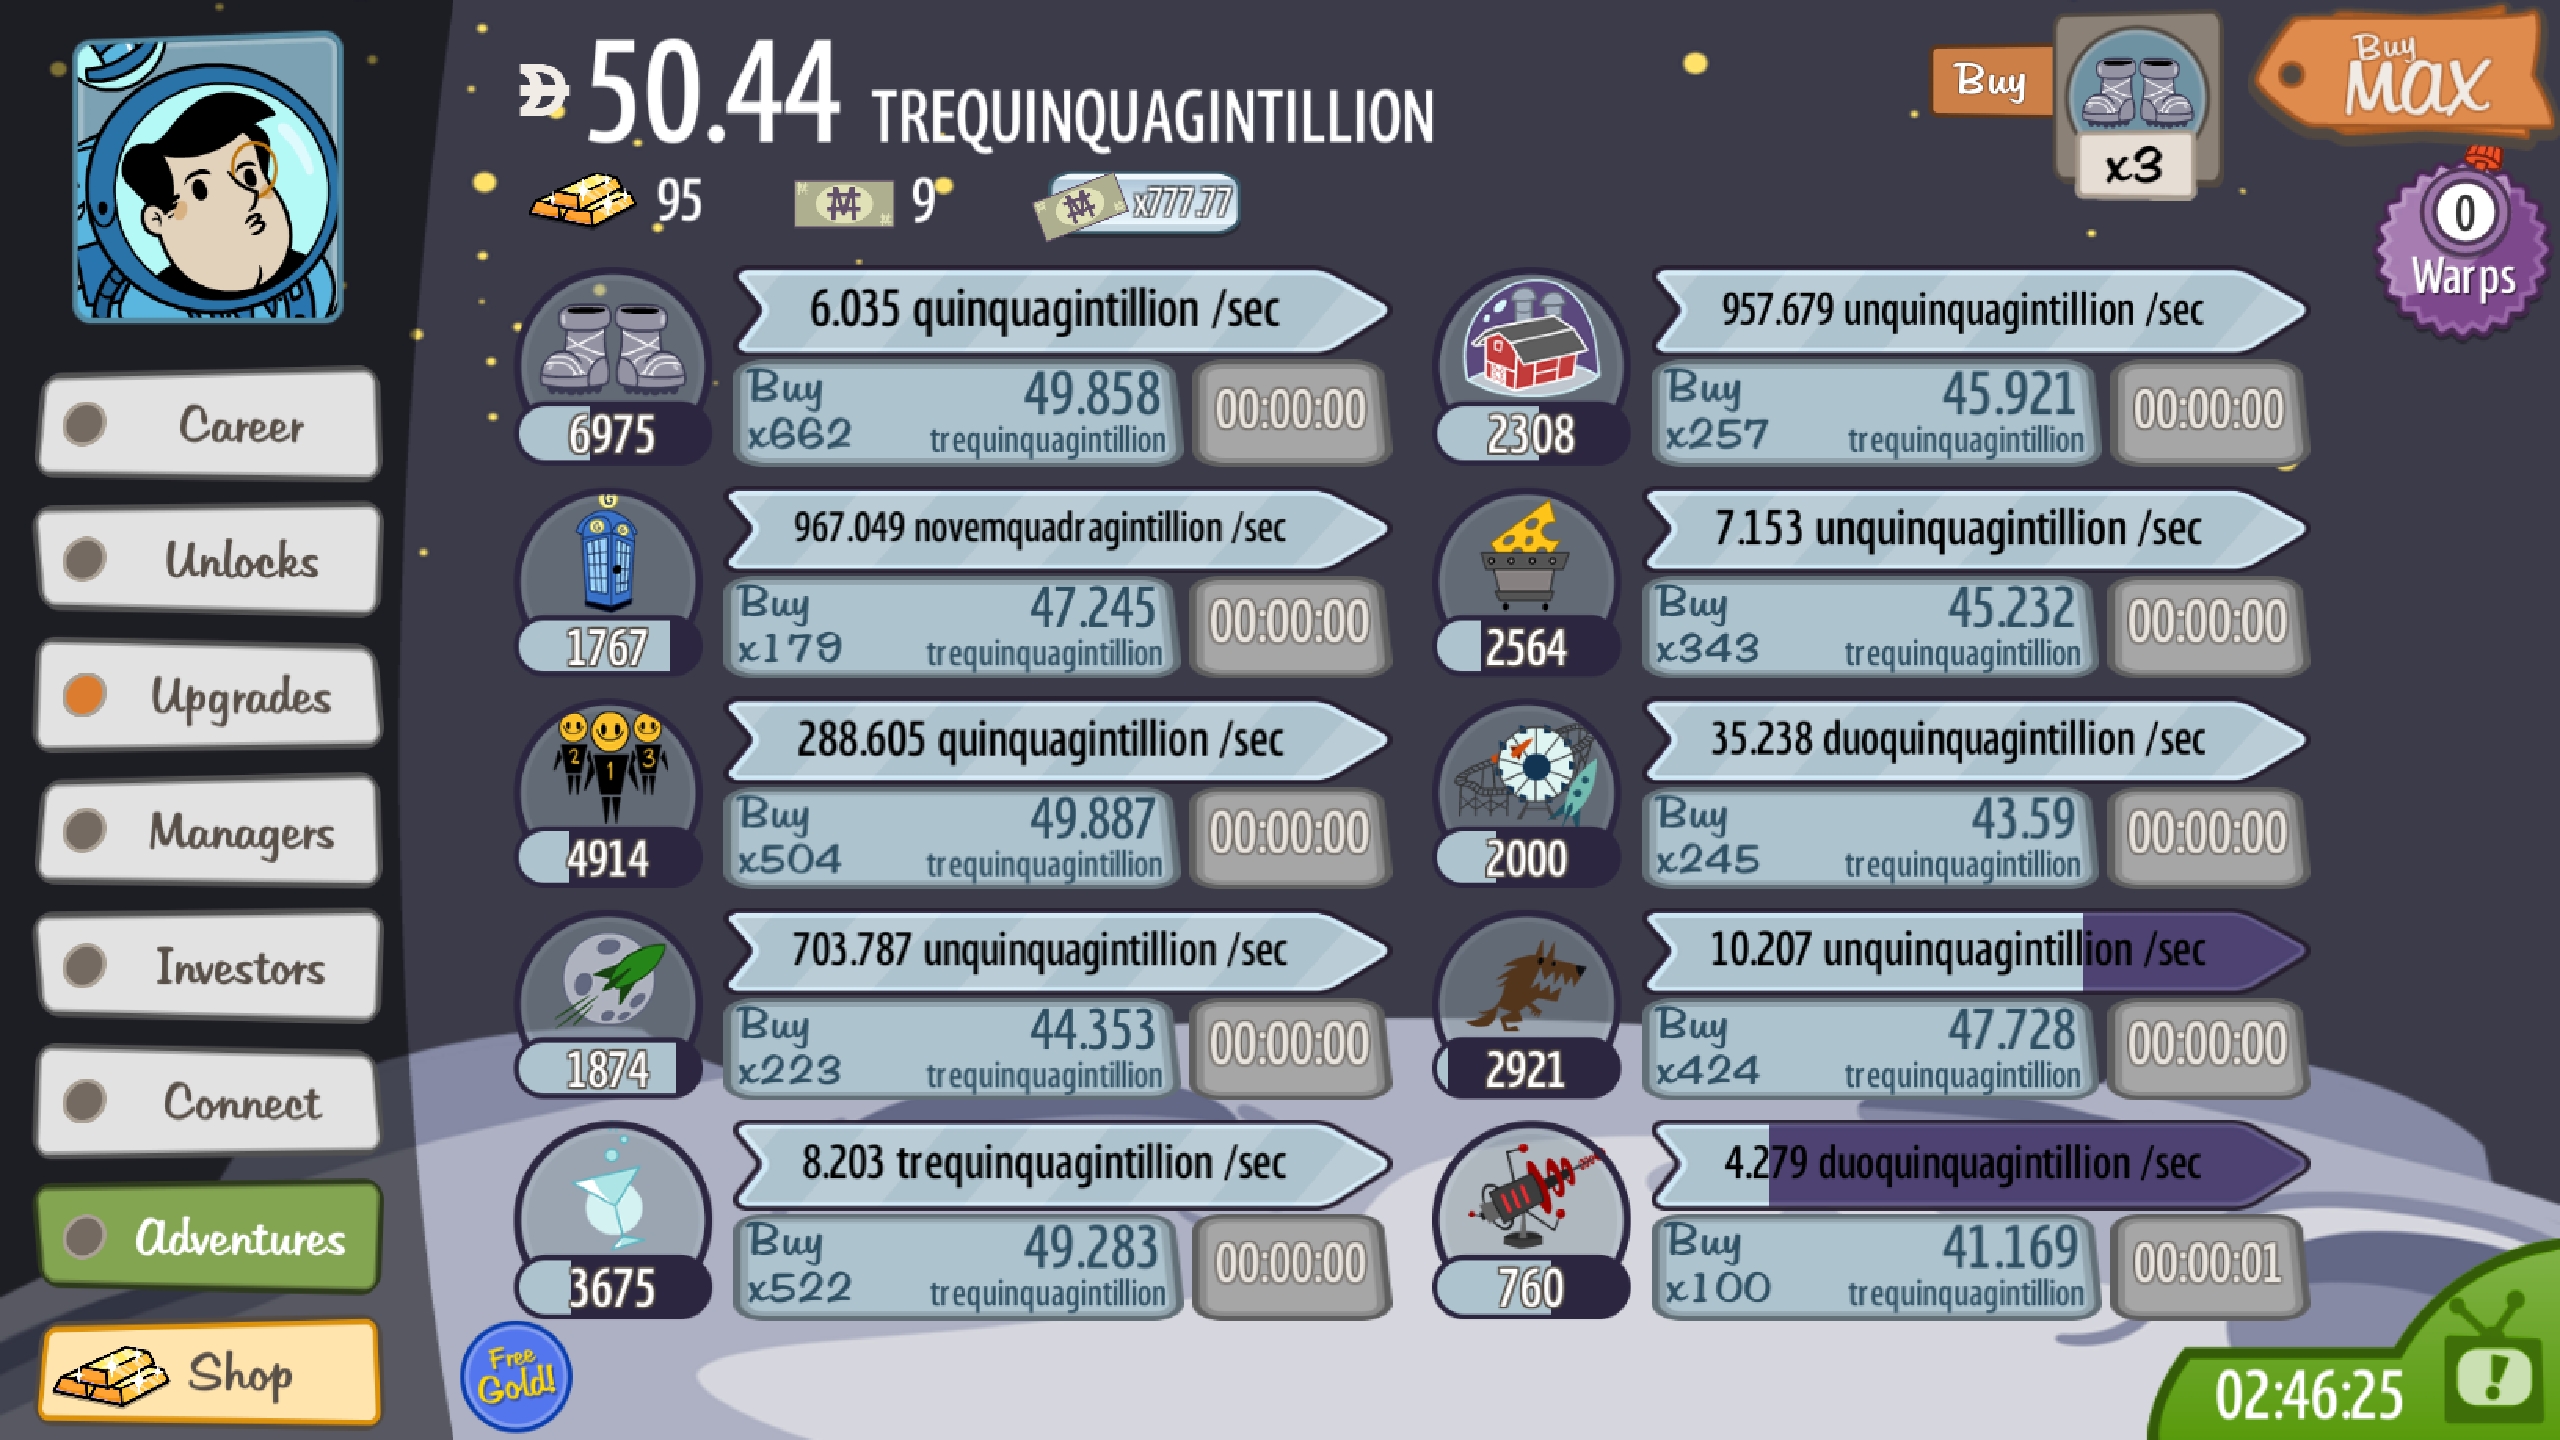 50.44 TREQUINQUAGINTILLION
Buy
x3
Buy MAX
95
9
x777.77
0
Warps
Career
Unlocks
Upgrades
Managers
Investors
Connect
Adventures
Shop
6.035 quinquagintillion /sec
6975
Buy x662
49.858 trequinquagintillion
00:00:00
957.679 unquinquagintillion /sec
2308
Buy x257
45.921 trequinquagintillion
00:00:00
967.049 novemquadragintillion /sec
1767
Buy x179
47.245 trequinquagintillion
00:00:00
7.153 unquinquagintillion /sec
2564
Buy x343
45.232 trequinquagintillion
00:00:00
2 1 3
288.605 quinquagintillion /sec
4914
Buy x504
49.887 trequinquagintillion
00:00:00
35.238 duoquinquagintillion /sec
2000
Buy x245
43.59 trequinquagintillion
00:00:00
703.787 unquinquagintillion /sec
1874
Buy x223
44.353 trequinquagintillion
00:00:00
10.207 unquinquagintillion /sec
2921
Buy x424
47.728 trequinquagintillion
00:00:00
8.203 trequinquagintillion /sec
3675
Buy x522
49.283 trequinquagintillion
00:00:00
4.279 duoquinquagintillion /sec
760
Buy x100
41.169 trequinquagintillion
00:00:01
Free Gold!
02:46:25
!